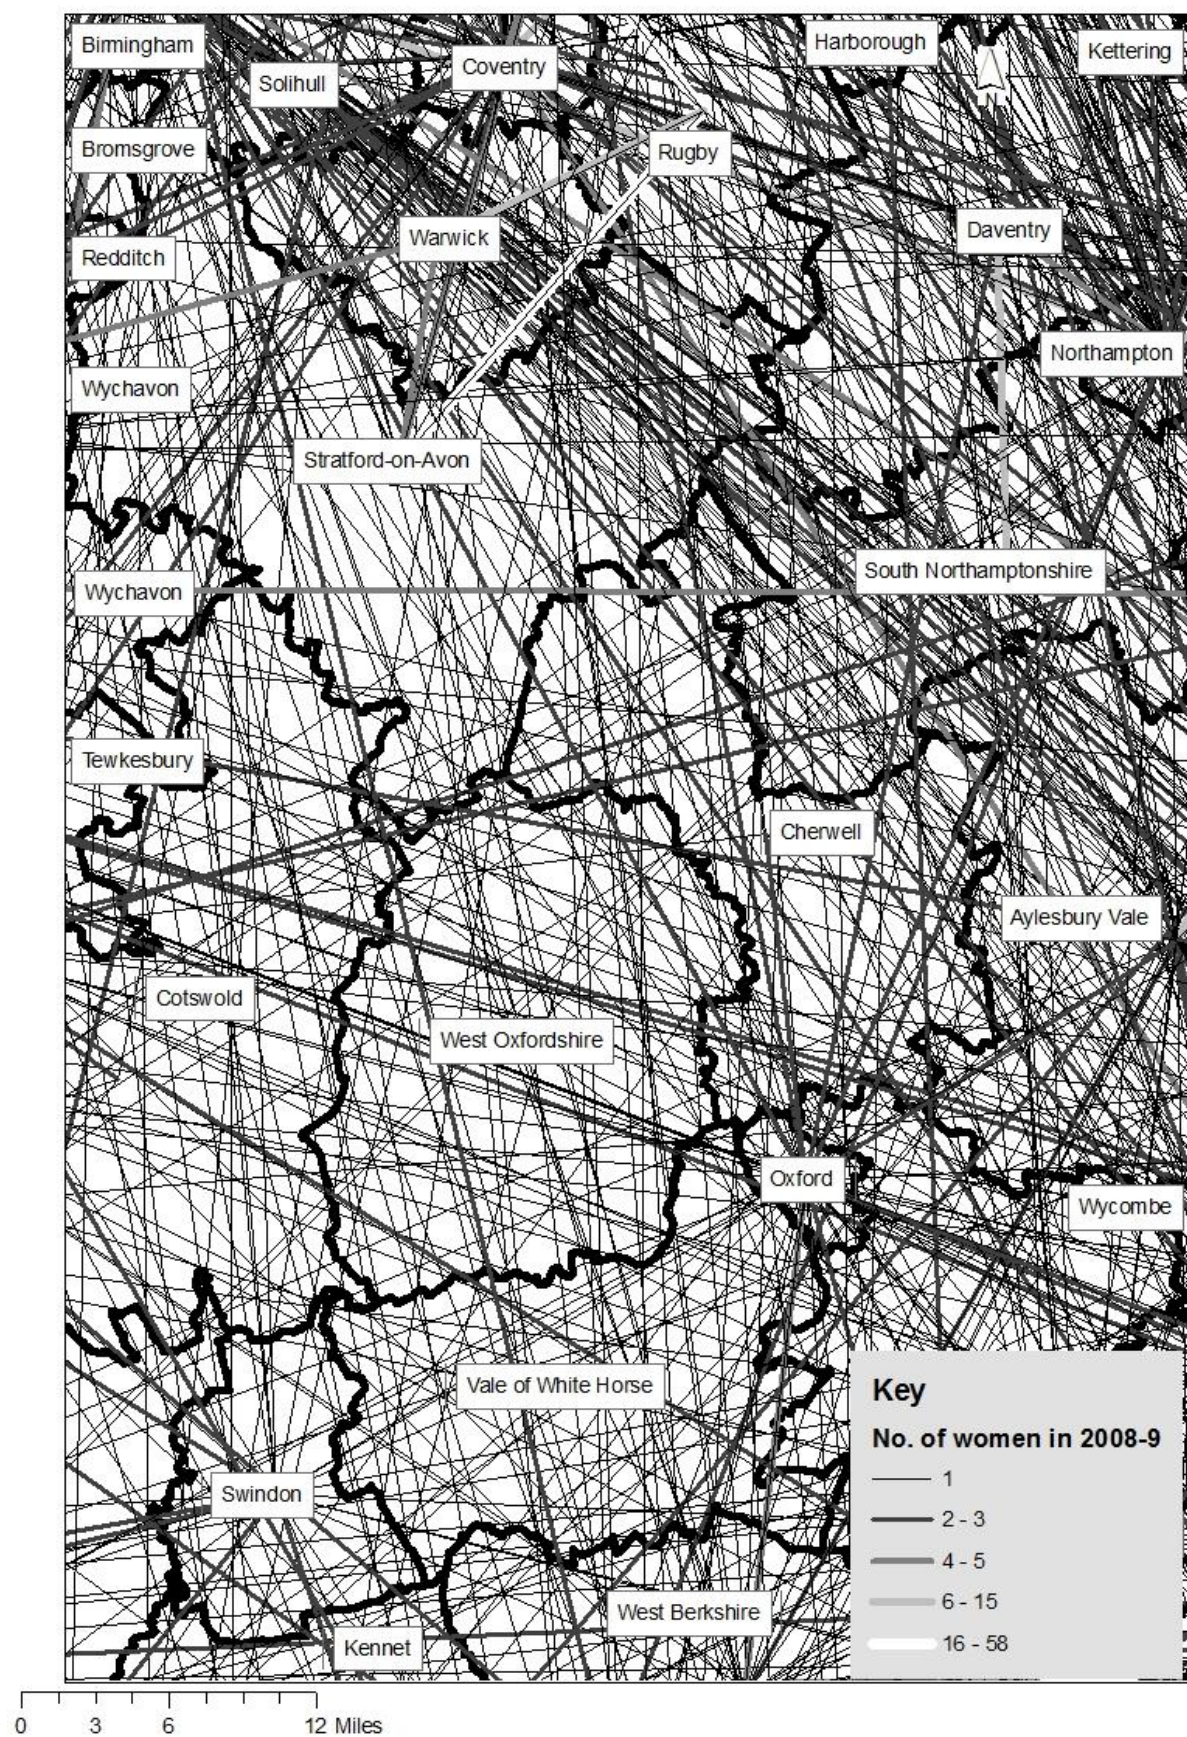 Birmingham
Solihull
Coventry
Harborough
Kettering
N
Bromsgrove
Rugby
Warwick
Daventry
Redditch
Northampton
Wychavon
Stratford-on-Avon
South Northamptonshire
Wychavon
Tewkesbury
Cherwell
Aylesbury Vale
Cotswold
West Oxfordshire
Oxford
Wycombe
Vale of White Horse
Swindon
West Berkshire
Kennet
Key
No. of women in 2008-9
1
2 - 3
4 - 5
6 - 15
16 - 58
0 3 6 12 Miles